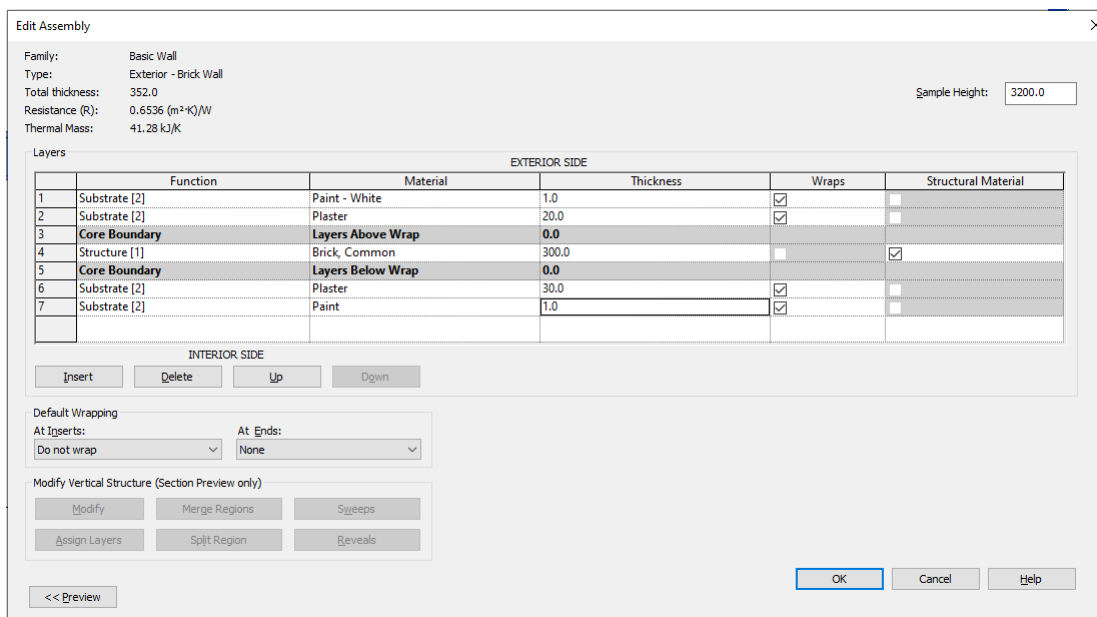 Edit Assembly
Family: Basic Wall
Type: Exterior - Brick Wall
Total thickness: 352.0
Sample Height: 3200.0
Resistance (R): 0.6536 (m²·K)/W
Thermal Mass: 41.28 kJ/K
Layers
EXTERIOR SIDE
Function Material Thickness Wraps Structural Material
1 Substrate [2] Paint - White 1.0
2 Substrate [2] Plaster 20.0
3 Core Boundary Layers Above Wrap 0.0
4 Structure [1] Brick, Common 300.0
5 Core Boundary Layers Below Wrap 0.0
6 Substrate [2] Plaster 30.0
7 Substrate [2] Paint 1.0
INTERIOR SIDE
Insert Delete Up Down
Default Wrapping
At Inserts: At Ends:
Do not wrap None
Modify Vertical Structure (Section Preview only)
Modify Merge Regions Sweeps
Assign Layers Split Region Reveals
OK Cancel Help
<< Preview